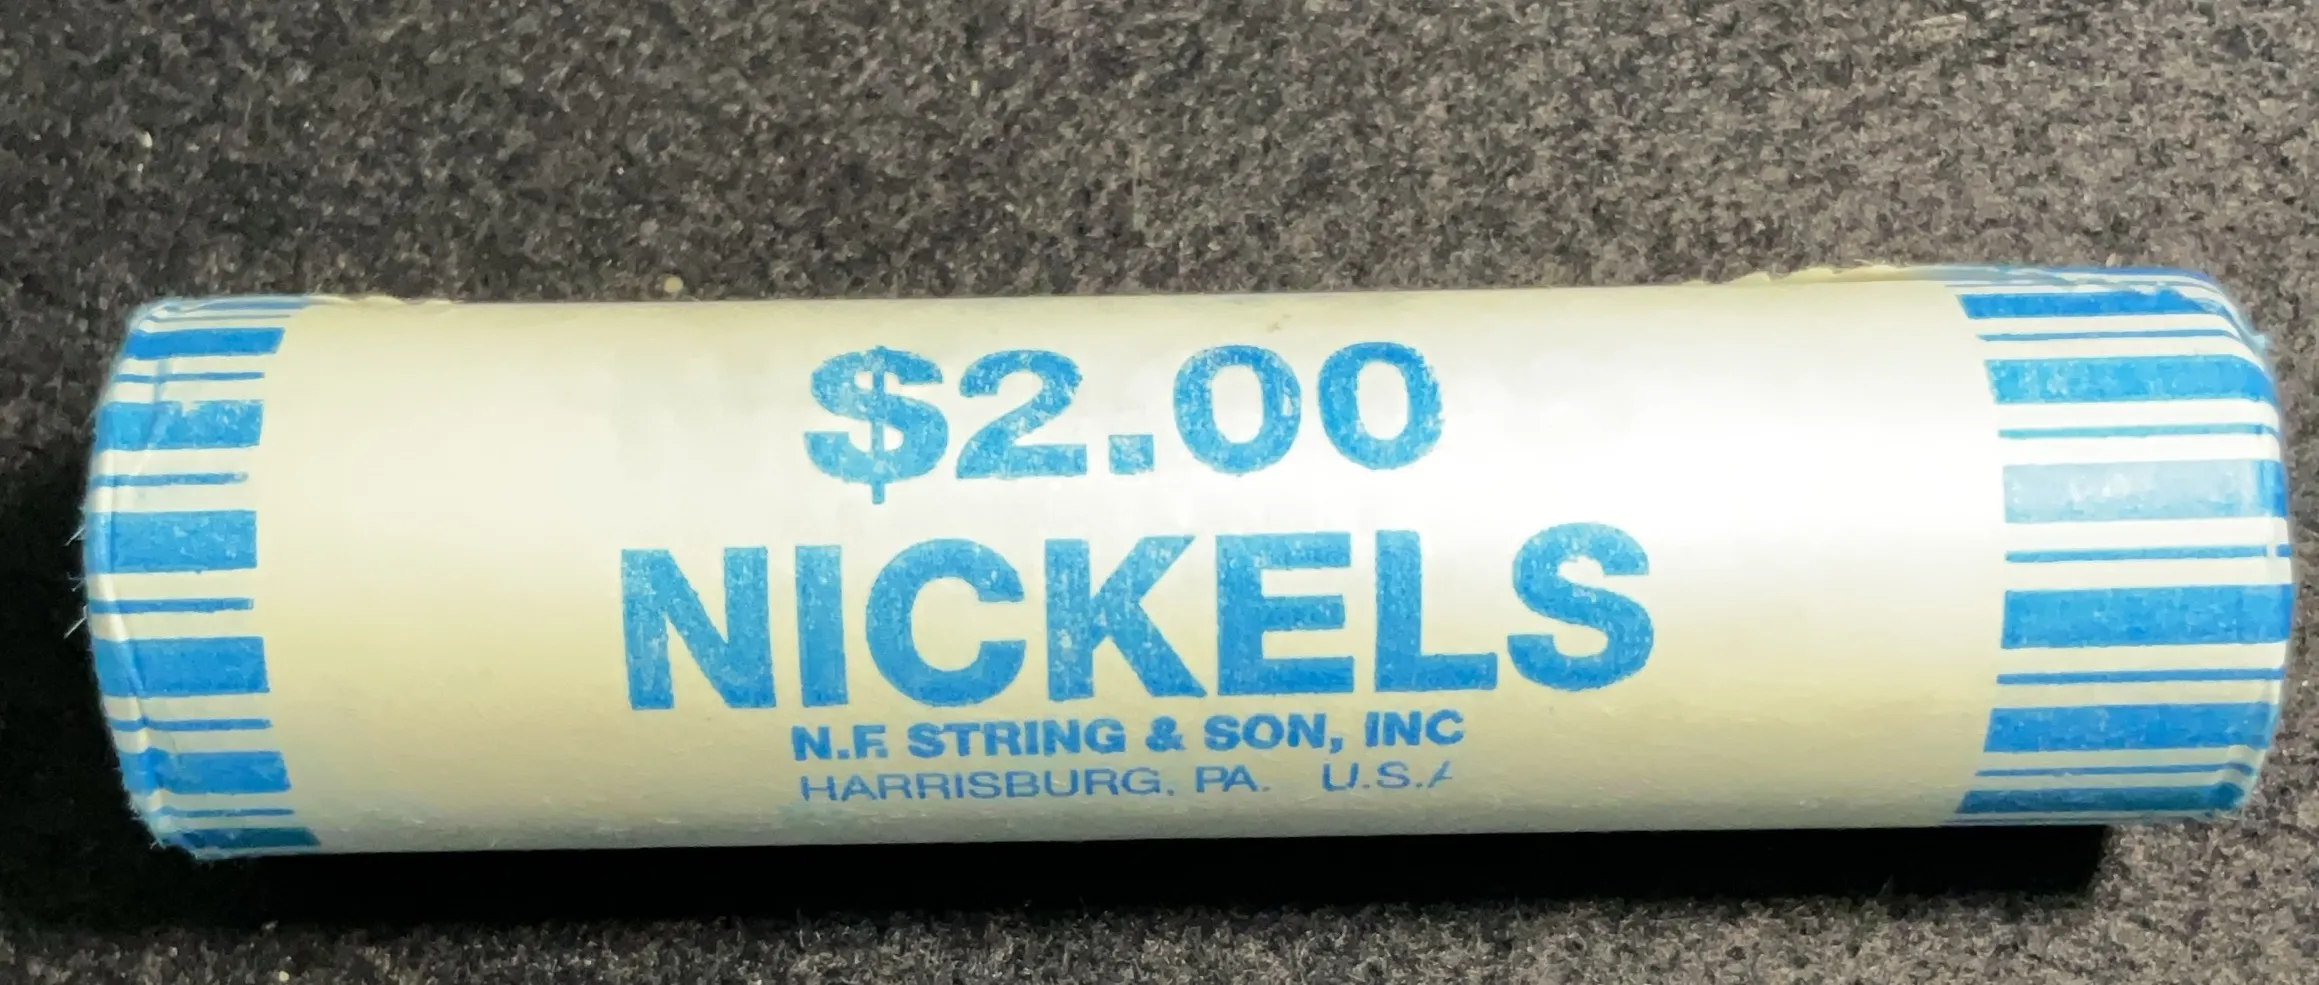 $2.00
NICKELS
N.F. STRING & SON, INC
HARRISBURG, PA. U.S.A